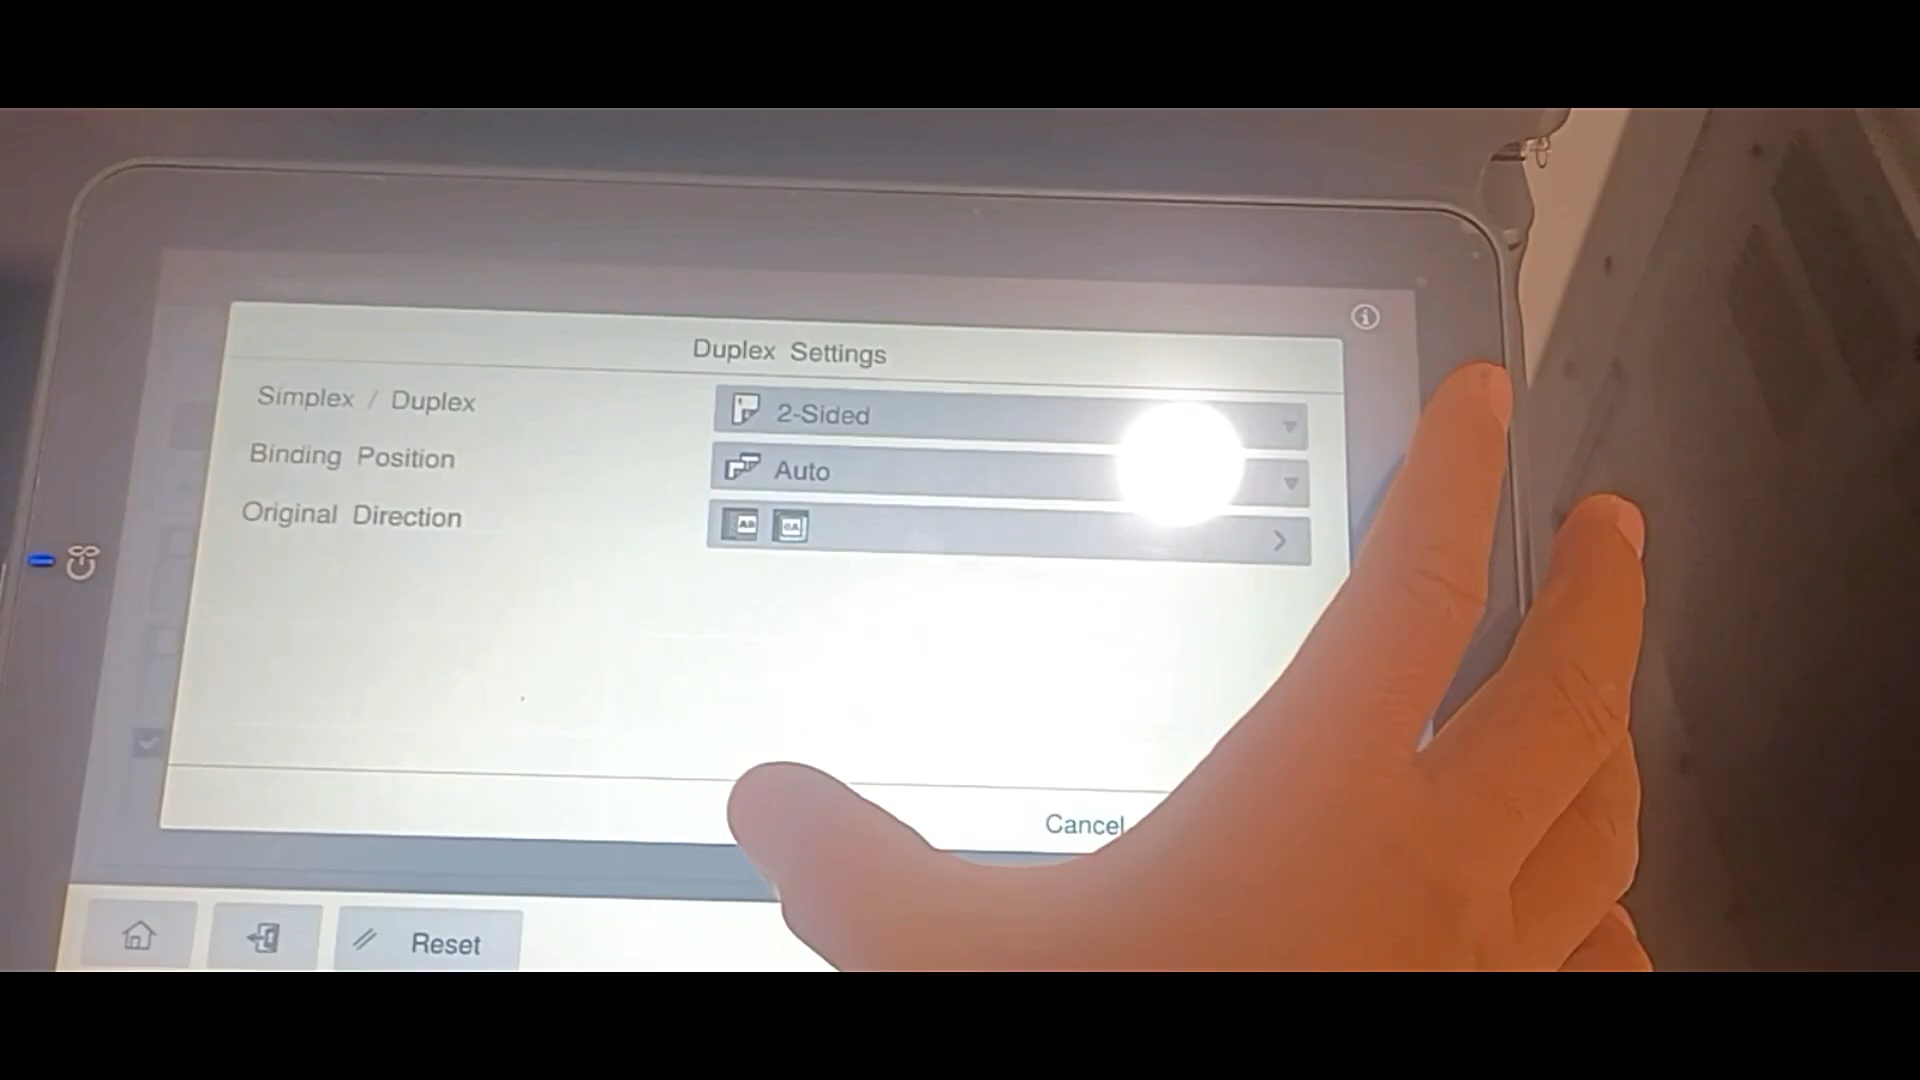 Duplex Settings
Simplex / Duplex
2-Sided
Binding Position
Auto
Original Direction
Cancel
Reset